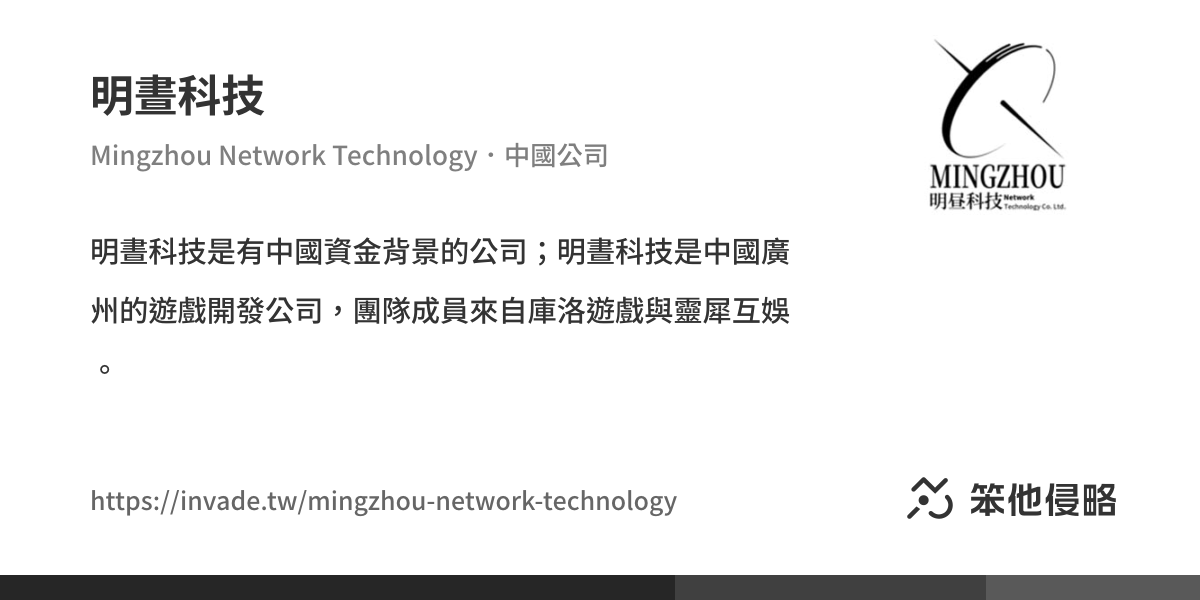 明晝科技
Mingzhou Network Technology・中國公司
MINGZHOU
明昼科技 Network Technology Co. Ltd.
明晝科技是有中國資金背景的公司；明晝科技是中國廣
州的遊戲開發公司，團隊成員來自庫洛遊戲與靈犀互娛
。
https://invade.tw/mingzhou-network-technology
笨他侵略